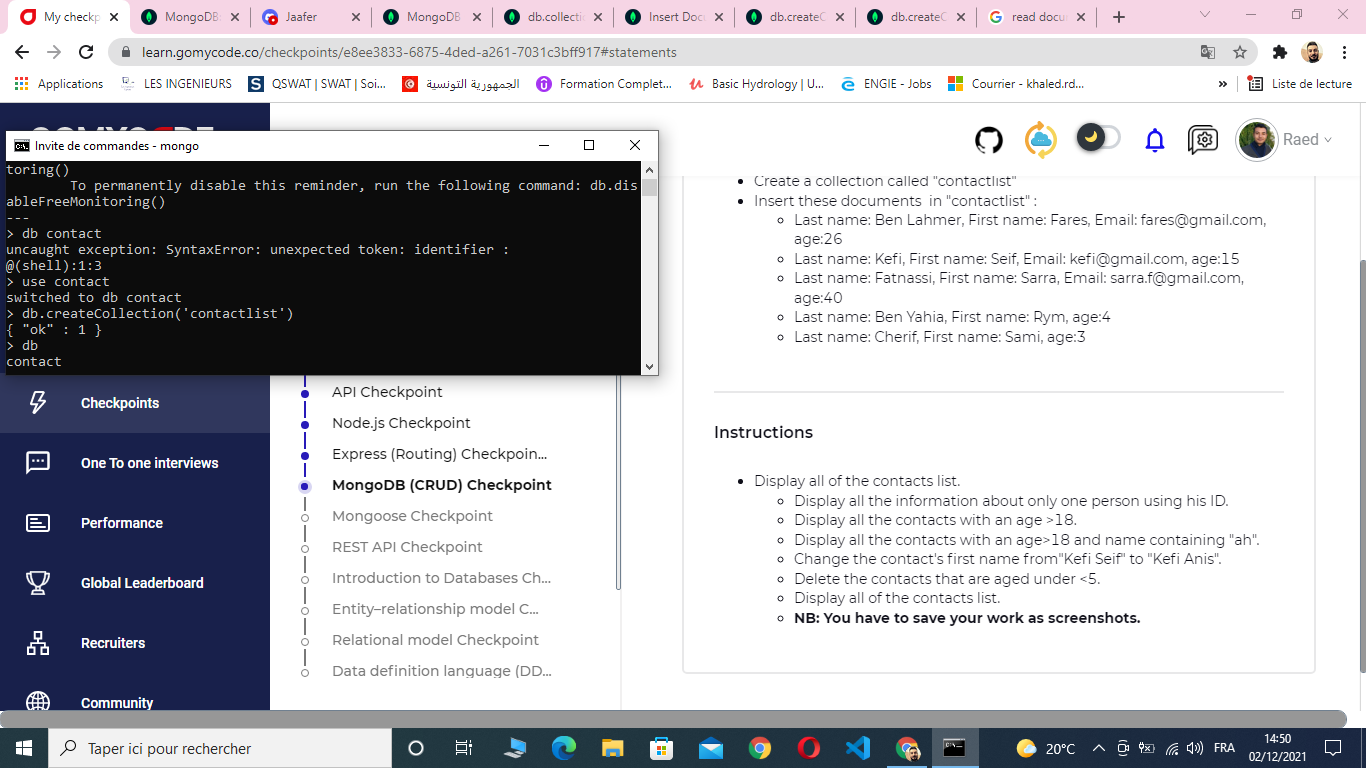 My checkp
MongoDB
Jaafer
MongoDB
db.collecti
Insert Doc
db.createC
db.createC
read docu
learn.gomycode.co/checkpoints/e8ee3833-6875-4ded-a261-7031c3bff917#statements
Applications
LES INGENIEURS
QSWAT | SWAT | Soi...
الجمهورية التونسية
Formation Complet...
Basic Hydrology | U...
ENGIE - Jobs
Courrier - khaled.rd...
»
Liste de lecture
Raed
Invite de commandes - mongo
toring()
To permanently disable this reminder, run the following command: db.dis
ableFreeMonitoring()
---
> db contact
uncaught exception: SyntaxError: unexpected token: identifier :
@(shell):1:3
> use contact
switched to db contact
> db.createCollection('contactlist')
{ "ok" : 1 }
> db
contact
Checkpoints
One To one interviews
Performance
Global Leaderboard
Recruiters
Community
API Checkpoint
Node.js Checkpoint
Express (Routing) Checkpoin...
MongoDB (CRUD) Checkpoint
Mongoose Checkpoint
REST API Checkpoint
Introduction to Databases Ch...
Entity–relationship model C...
Relational model Checkpoint
Data definition language (DD...
Create a collection called "contactlist"
Insert these documents in "contactlist" :
Last name: Ben Lahmer, First name: Fares, Email: fares@gmail.com,
age:26
Last name: Kefi, First name: Seif, Email: kefi@gmail.com, age:15
Last name: Fatnassi, First name: Sarra, Email: sarra.f@gmail.com,
age:40
Last name: Ben Yahia, First name: Rym, age:4
Last name: Cherif, First name: Sami, age:3
Instructions
Display all of the contacts list.
Display all the information about only one person using his ID.
Display all the contacts with an age >18.
Display all the contacts with an age>18 and name containing "ah".
Change the contact's first name from"Kefi Seif" to "Kefi Anis".
Delete the contacts that are aged under <5.
Display all of the contacts list.
NB: You have to save your work as screenshots.
Taper ici pour rechercher
20°C
FRA
14:50
02/12/2021